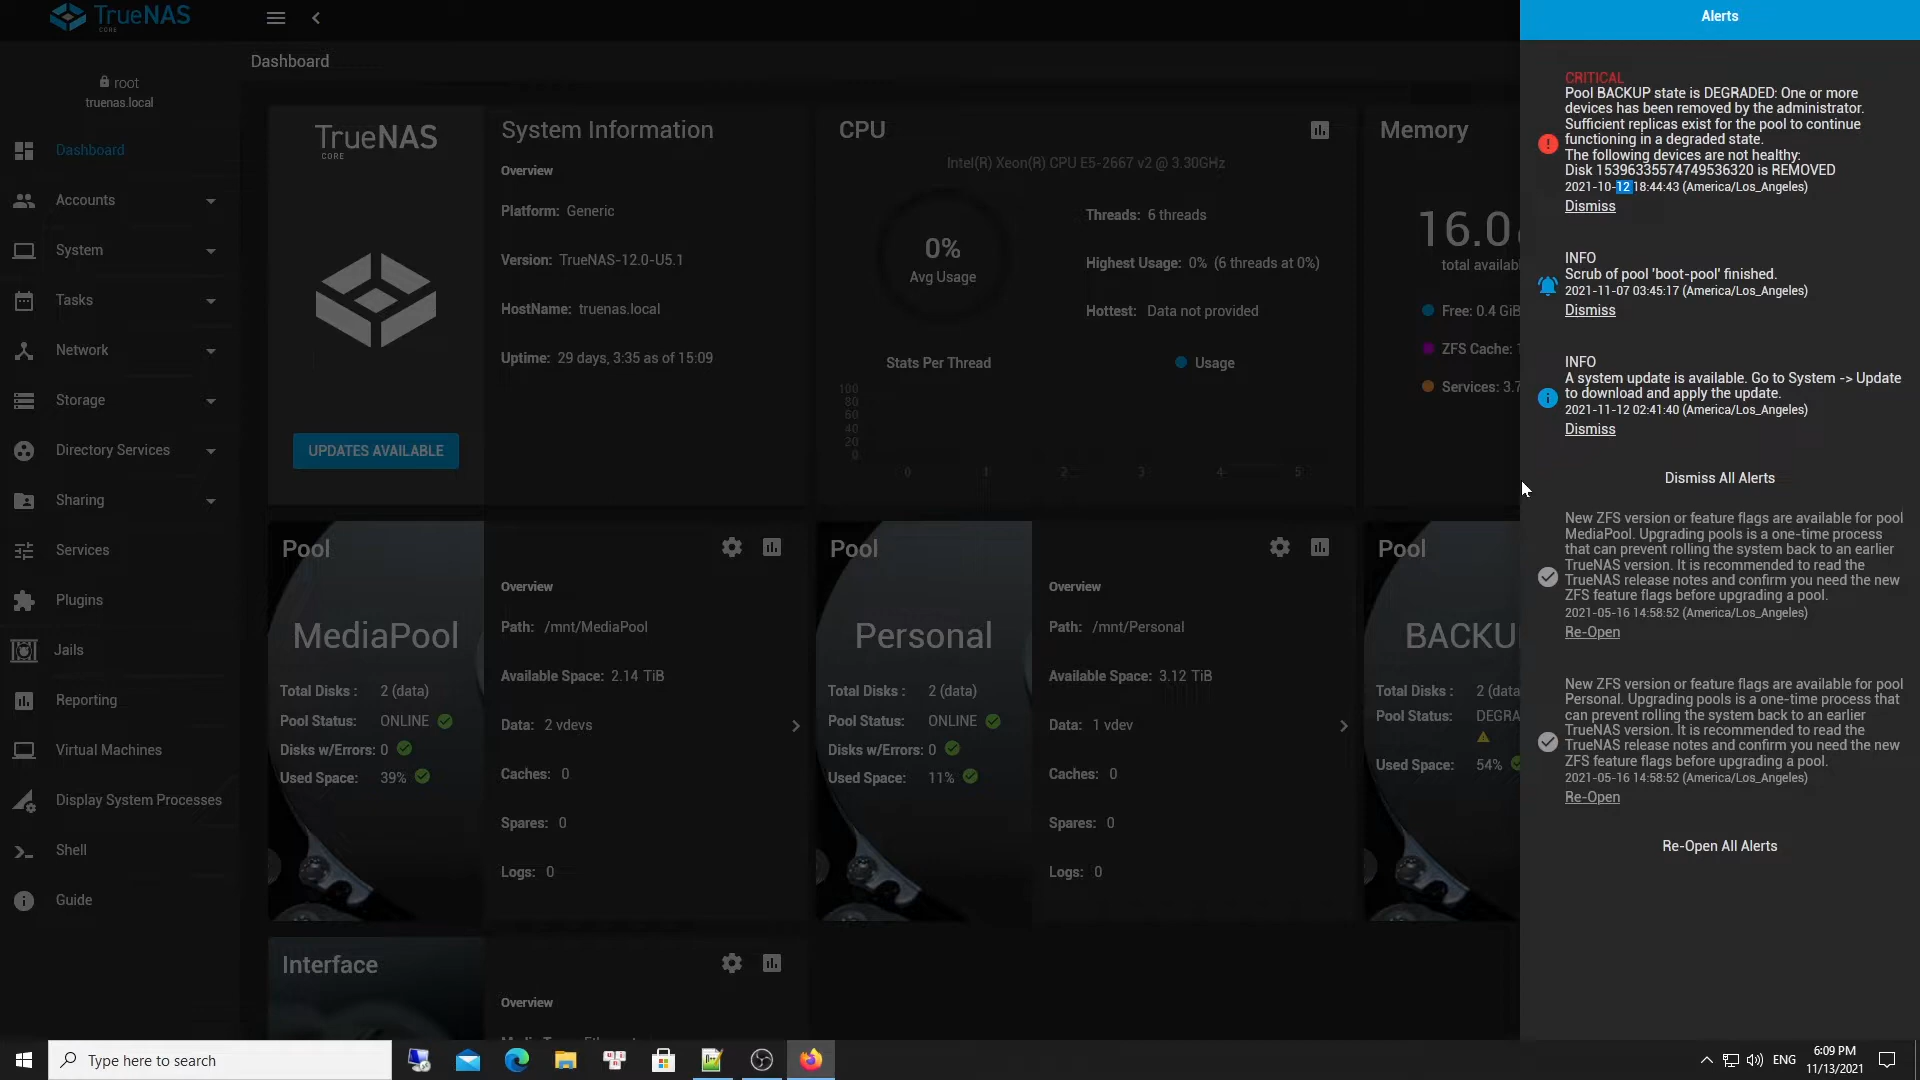 TrueNAS
CORE
root
truenas.local
Dashboard
Accounts
System
Tasks
Network
Storage
Directory Services
Sharing
Services
Plugins
Jails
Reporting
Virtual Machines
Display System Processes
Shell
Guide
Dashboard
TrueNAS
CORE
UPDATES AVAILABLE
System Information
Overview
Platform: Generic
Version: TrueNAS-12.0-U5.1
HostName: truenas.local
Uptime: 29 days, 3:35 as of 15:09
CPU
Intel(R) Xeon(R) CPU E5-2667 v2 @ 3.30GHz
0%
Avg Usage
Threads: 6 threads
Highest Usage: 0% (6 threads at 0%)
Hottest: Data not provided
Stats Per Thread
Usage
100
80
60
40
20
0
0 1 2 3 4 5
Memory
16.0
total availab
Free: 0.4 GiB
ZFS Cache:
Services: 3.7
Pool
MediaPool
Total Disks : 2 (data)
Pool Status: ONLINE
Disks w/Errors: 0
Used Space: 39%
Overview
Path: /mnt/MediaPool
Available Space: 2.14 TiB
Data: 2 vdevs
Caches: 0
Spares: 0
Logs: 0
Pool
Personal
Total Disks : 2 (data)
Pool Status: ONLINE
Disks w/Errors: 0
Used Space: 11%
Overview
Path: /mnt/Personal
Available Space: 3.12 TiB
Data: 1 vdev
Caches: 0
Spares: 0
Logs: 0
Pool
BACKU
Total Disks : 2 (data
Pool Status: DEGRA
Used Space: 54%
Interface
Overview
Alerts
CRITICAL
Pool BACKUP state is DEGRADED: One or more
devices has been removed by the administrator.
Sufficient replicas exist for the pool to continue
functioning in a degraded state.
The following devices are not healthy:
Disk 15396335574749536320 is REMOVED
2021-10-12 18:44:43 (America/Los_Angeles)
Dismiss
INFO
Scrub of pool 'boot-pool' finished.
2021-11-07 03:45:17 (America/Los_Angeles)
Dismiss
INFO
A system update is available. Go to System -> Update
to download and apply the update.
2021-11-12 02:41:40 (America/Los_Angeles)
Dismiss
Dismiss All Alerts
New ZFS version or feature flags are available for pool
MediaPool. Upgrading pools is a one-time process
that can prevent rolling the system back to an earlier
TrueNAS version. It is recommended to read the
TrueNAS release notes and confirm you need the new
ZFS feature flags before upgrading a pool.
2021-05-16 14:58:52 (America/Los_Angeles)
Re-Open
New ZFS version or feature flags are available for pool
Personal. Upgrading pools is a one-time process that
can prevent rolling the system back to an earlier
TrueNAS version. It is recommended to read the
TrueNAS release notes and confirm you need the new
ZFS feature flags before upgrading a pool.
2021-05-16 14:58:52 (America/Los_Angeles)
Re-Open
Re-Open All Alerts
Type here to search
ENG
6:09 PM
11/13/2021